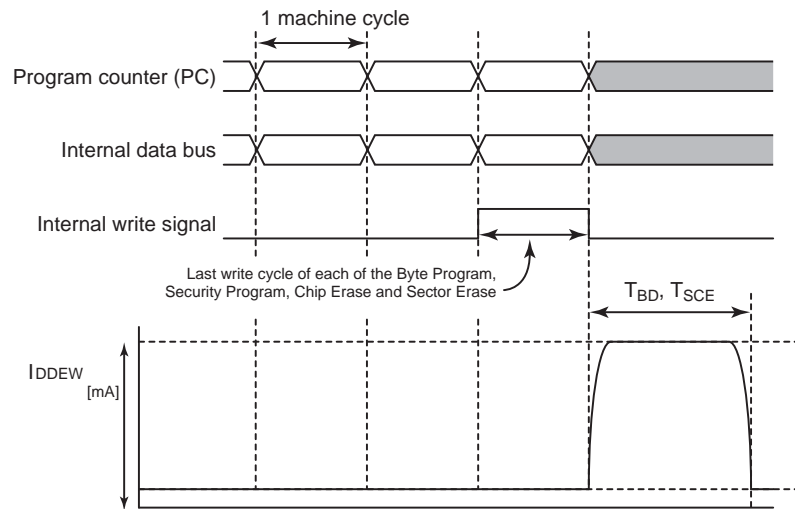 1 machine cycle
Program counter (PC)
Internal data bus
Internal write signal
Last write cycle of each of the Byte Program,
Security Program, Chip Erase and Sector Erase
TBD, TSCE
IDDEW
[mA]